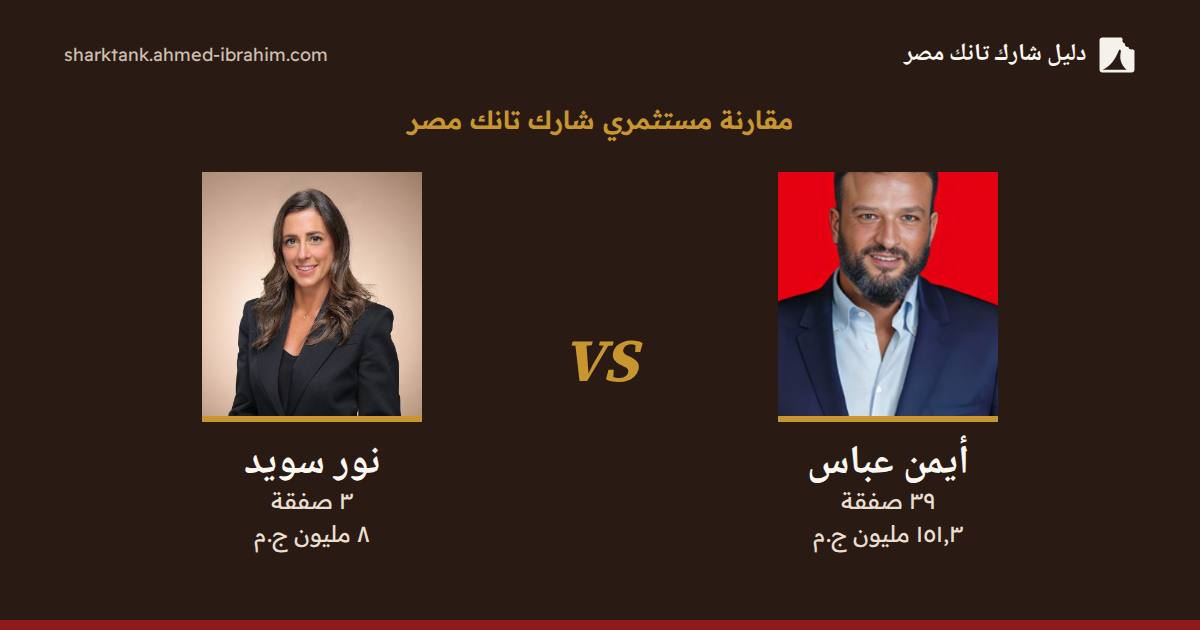 دليل شارك تانك مصر
sharktank.ahmed-ibrahim.com
مقارنة مستثمري شارك تانك مصر
VS
أيمن عباس
٣٩ صفقة
١٥١,٣ مليون ج.م
نور سويد
٣ صفقة
٨ مليون ج.م